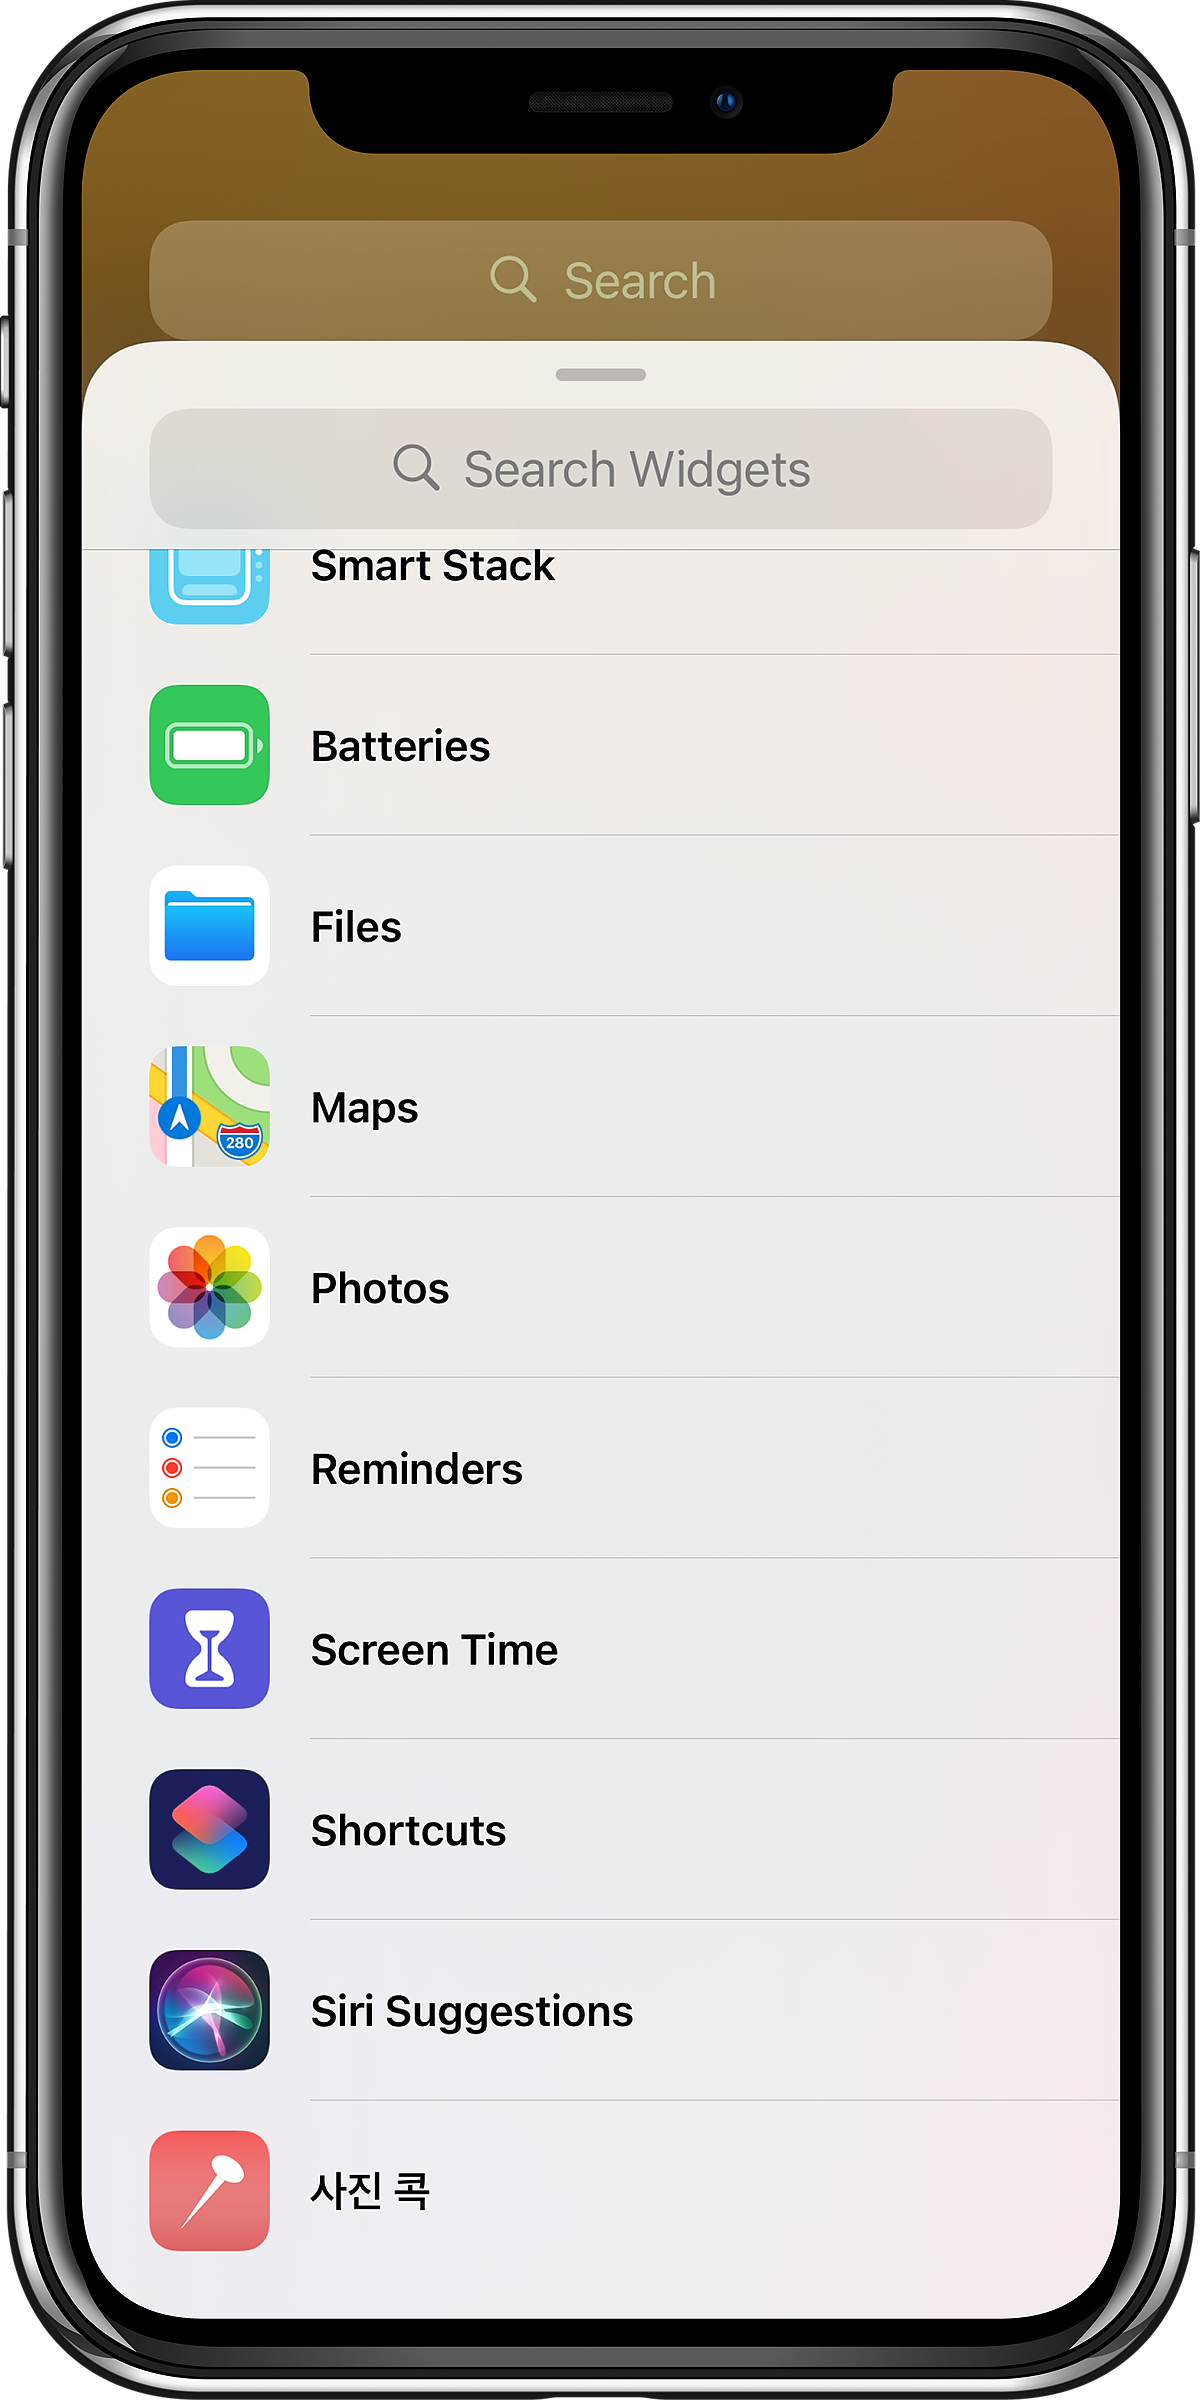 Search
Search Widgets
Smart Stack
Batteries
Files
Maps
280
Photos
Reminders
Screen Time
Shortcuts
Siri Suggestions
사진 콕